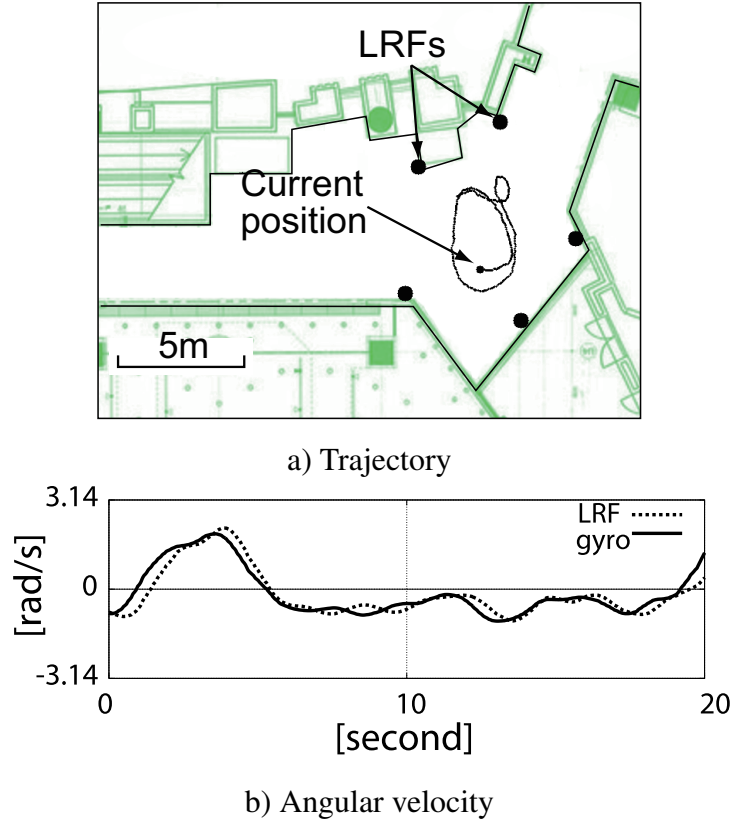 LRFs
Current
position
5m
a) Trajectory
3.14
LRF
gyro
0
[rad/s]
-3.14
0
10
20
[second]
b) Angular velocity